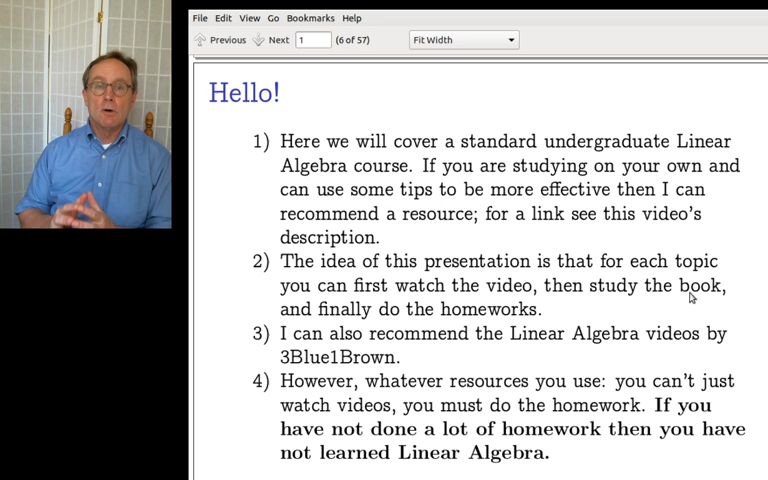 File Edit View Go Bookmarks Help
Previous Next 1 (6 of 57) Fit Width
Hello!
1) Here we will cover a standard undergraduate Linear
Algebra course. If you are studying on your own and
can use some tips to be more effective then I can
recommend a resource; for a link see this video's
description.
2) The idea of this presentation is that for each topic
you can first watch the video, then study the book,
and finally do the homeworks.
3) I can also recommend the Linear Algebra videos by
3Blue1Brown.
4) However, whatever resources you use: you can't just
watch videos, you must do the homework. If you
have not done a lot of homework then you have
not learned Linear Algebra.